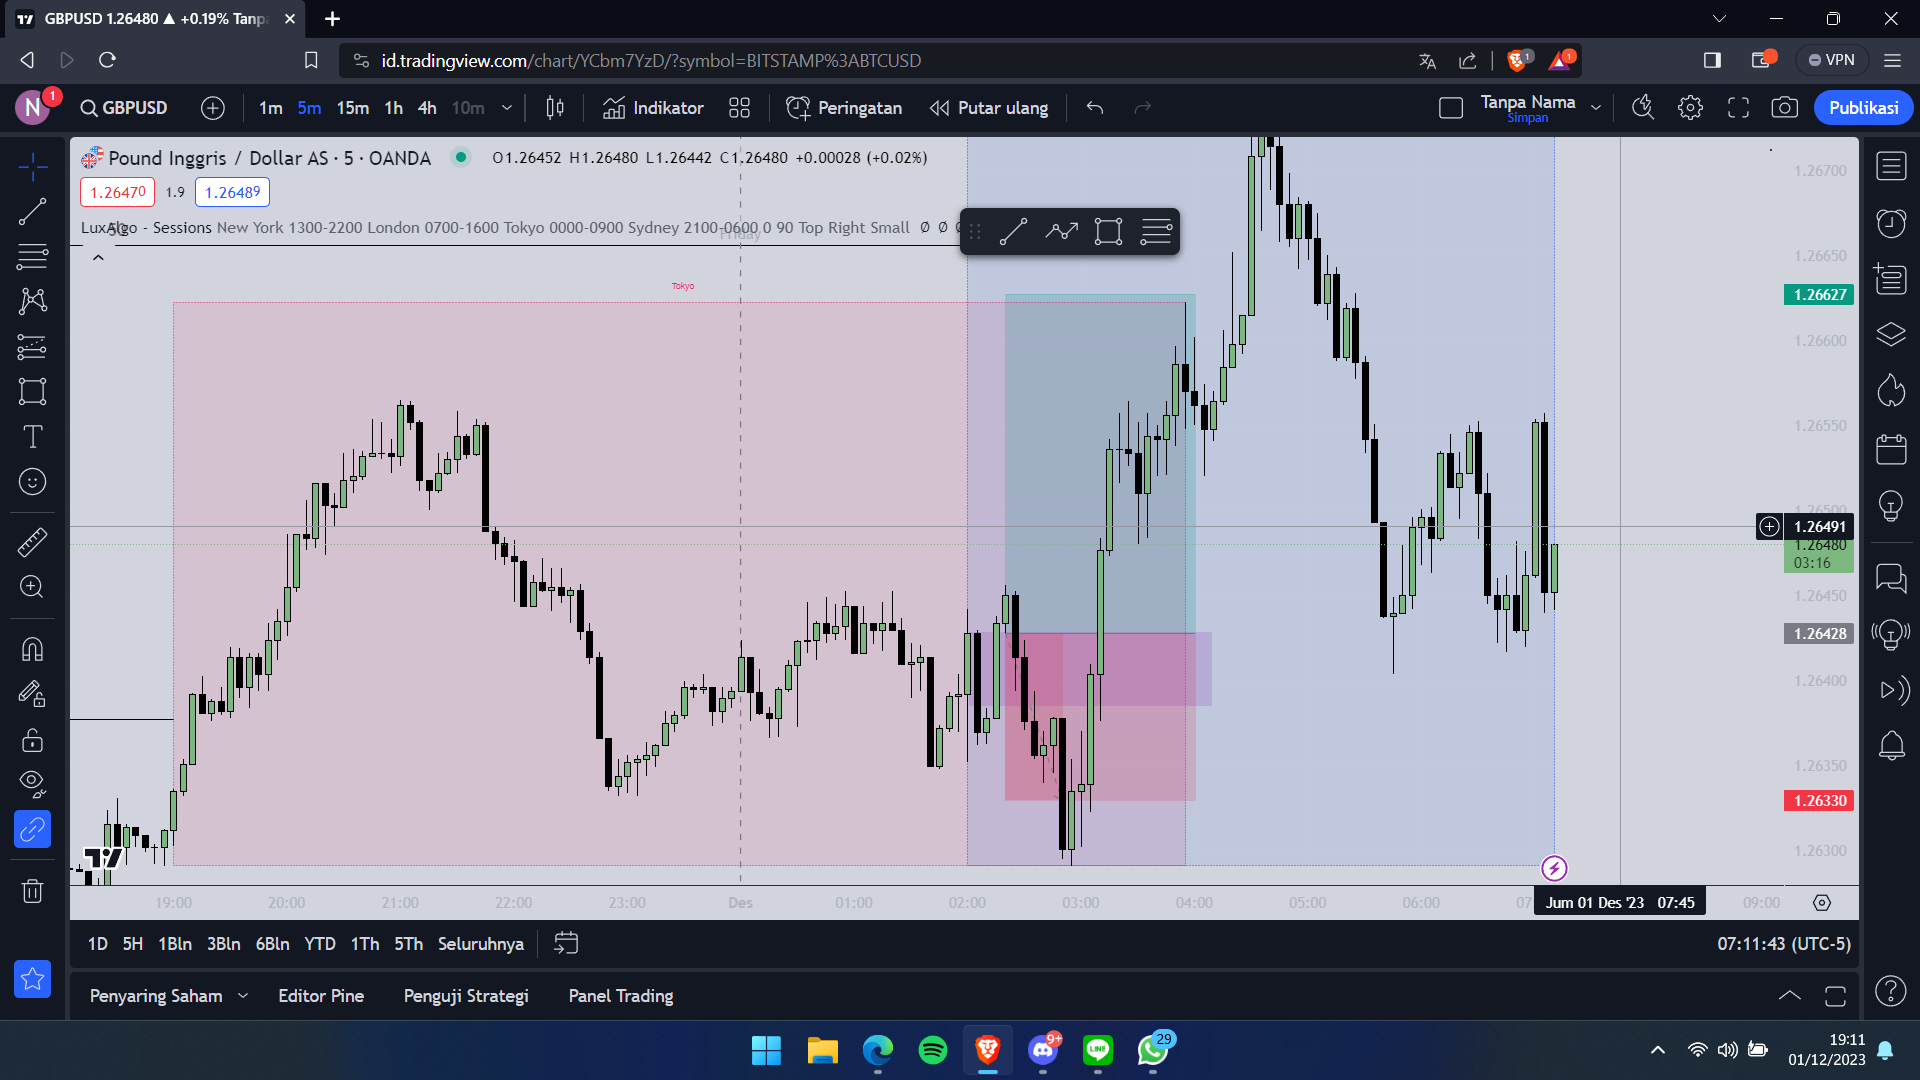 GBPUSD 1.26480 ▲ +0.19% Tanp
id.tradingview.com/chart/YCbm7YzD/?symbol=BITSTAMP%3ABTCUSD
1
1
VPN
N
1
GBPUSD
1m 5m 15m 1h 4h 10m
Indikator
Peringatan
Putar ulang
Tanpa Nama
Simpan
Publikasi
Pound Inggris / Dollar AS · 5 · OANDA
O1.26452 H1.26480 L1.26442 C1.26480 +0.00028 (+0.02%)
1.26470 1.9 1.26489
LuxAlgo - Sessions New York 1300-2200 London 0700-1600 Tokyo 0000-0900 Sydney 2100-0600 0 90 Top Right Small Ø Ø
Friday
Tokyo
1.26700
1.26650
1.26627
1.26600
1.26550
1.26500
1.26491
1.26480
03:16
1.26450
1.26428
1.26400
1.26350
1.26330
1.26300
19:00 20:00 21:00 22:00 23:00 Des 01:00 02:00 03:00 04:00 05:00 06:00 07 Jum 01 Des '23 07:45 09:00
1D 5H 1Bln 3Bln 6Bln YTD 1Th 5Th Seluruhnya
07:11:43 (UTC-5)
Penyaring Saham Editor Pine Penguji Strategi Panel Trading
9+
LINE
29
19:11
01/12/2023